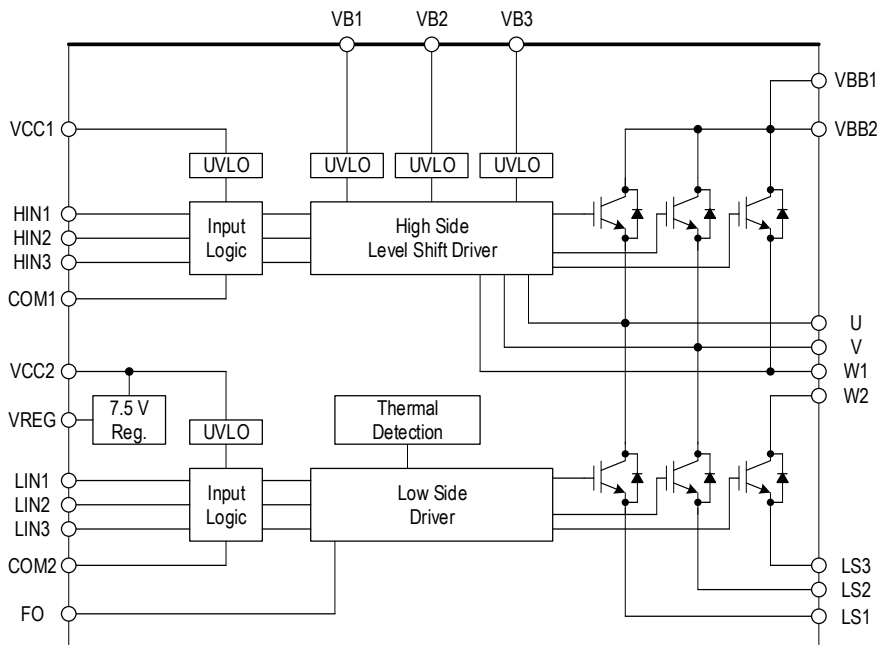 VB1 VB2 VB3
VBB1
VCC1
VBB2
UVLO UVLO UVLO UVLO
HIN1
HIN2
HIN3
Input
Logic
High Side
Level Shift Driver
COM1
U
V
W1
VCC2
W2
VREG
7.5 V
Reg.
UVLO
Thermal
Detection
LIN1
LIN2
LIN3
Input
Logic
Low Side
Driver
COM2
LS3
LS2
LS1
FO